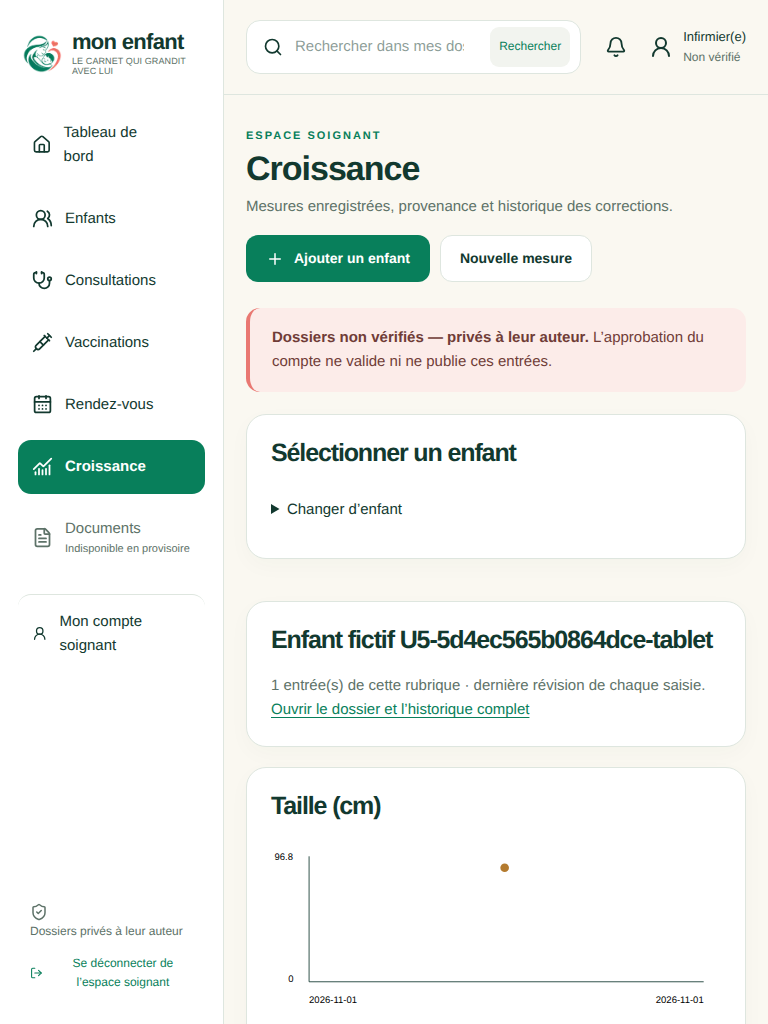 mon enfant
LE CARNET QUI GRANDIT
AVEC LUI
Tableau de
bord
Enfants
Consultations
Vaccinations
Rendez-vous
Croissance
Documents
Indisponible en provisoire
Mon compte
soignant
Dossiers privés à leur auteur
Se déconnecter de
l’espace soignant
Rechercher dans mes dos
Rechercher
Infirmier(e)
Non vérifié
ESPACE SOIGNANT
Croissance
Mesures enregistrées, provenance et historique des corrections.
Ajouter un enfant
Nouvelle mesure
Dossiers non vérifiés — privés à leur auteur. L’approbation du
compte ne valide ni ne publie ces entrées.
Sélectionner un enfant
Changer d’enfant
Enfant fictif U5-5d4ec565b0864dce-tablet
1 entrée(s) de cette rubrique · dernière révision de chaque saisie.
Ouvrir le dossier et l’historique complet
Taille (cm)
96.8
0
2026-11-01
2026-11-01